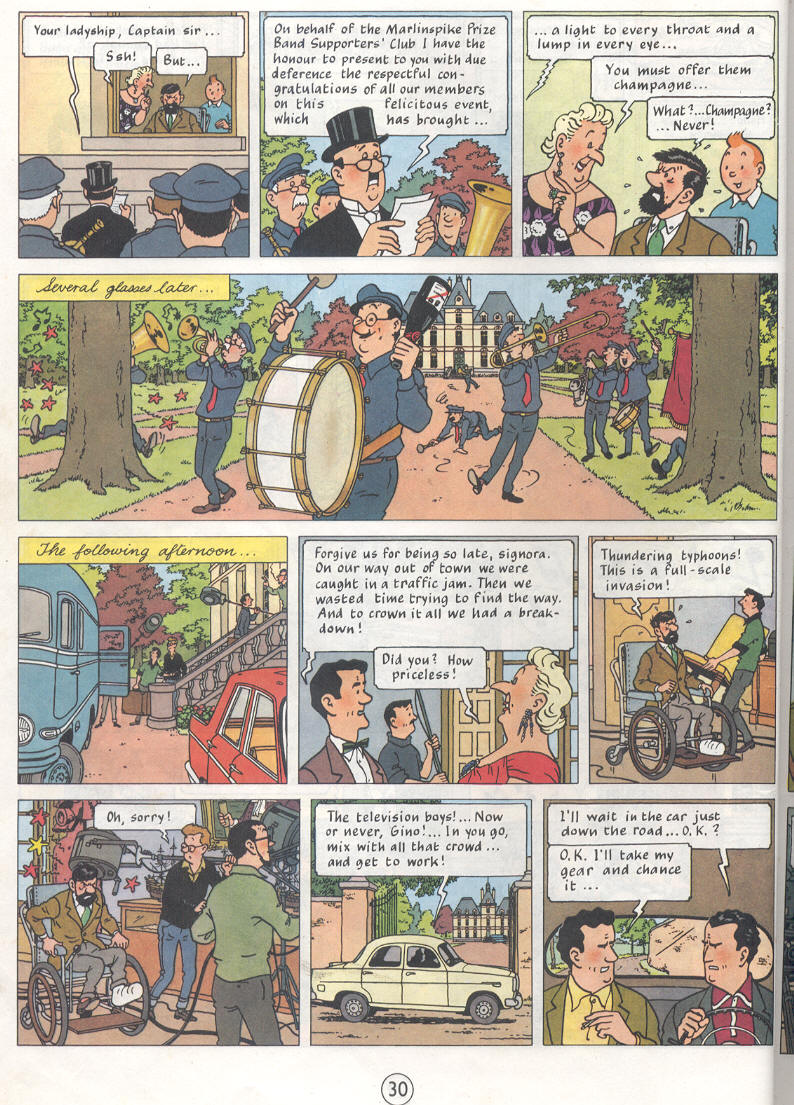 Your ladyship, Captain sir ...
Ssh!
But...
On behalf of the Marlinspike Prize
Band Supporters' Club I have the
honour to present to you with due
deference the respectful con-
gratulations of all our members
on this felicitous event,
which has brought ...
... a light to every throat and a
lump in every eye...
You must offer them
champagne...
What?...Champagne?
... Never!
Several glasses later...
The following afternoon...
Forgive us for being so late, signora.
On our way out of town we were
caught in a traffic jam. Then we
wasted time trying to find the way.
And to crown it all we had a break-
down!
Did you? How
priceless!
Thundering typhoons!
This is a full-scale
invasion!
Oh, sorry!
The television boys!... Now
or never, Gino!... In you go,
mix with all that crowd...
and get to work!
I'll wait in the car just
down the road... O.K.?
O.K. I'll take my
gear and chance
it ...
30